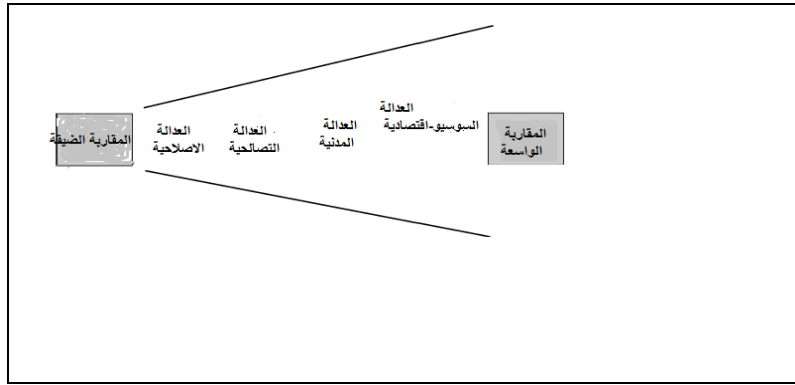 المقاربة الضيقة
العدالة
الاصلاحية
العدالة
التصالحية
العدالة
المدنية
العدالة
السوسيو-اقتصادية
المقاربة
الواسعة